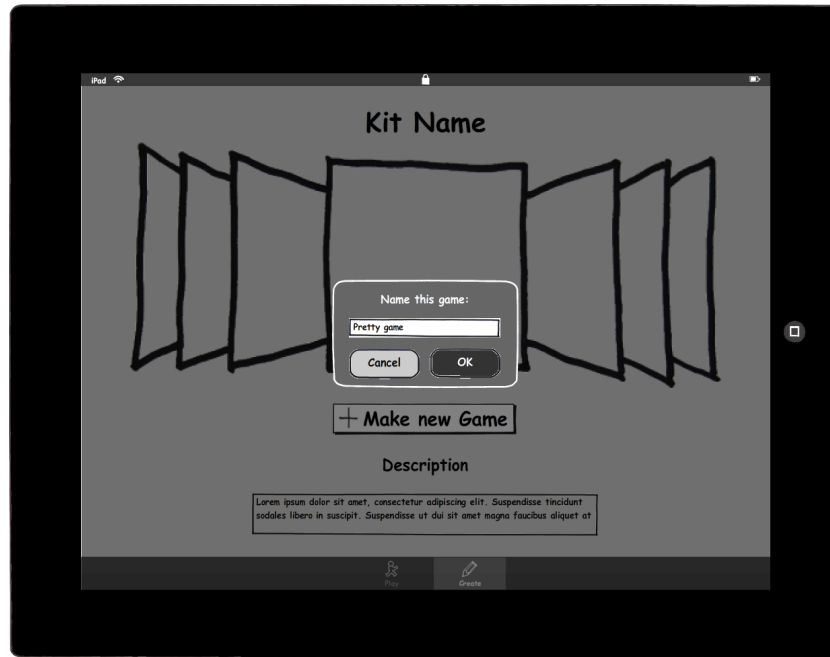 iPad
Kit Name
Name this game:
Pretty game
Cancel OK
Make new Game
Description
Lorem ipsum dolor sit amet, consectetur adipiscing elit. Suspendisse tincidunt
sodales libero in suscipit. Suspendisse ut dui sit amet magna faucibus aliquet at
Play Create